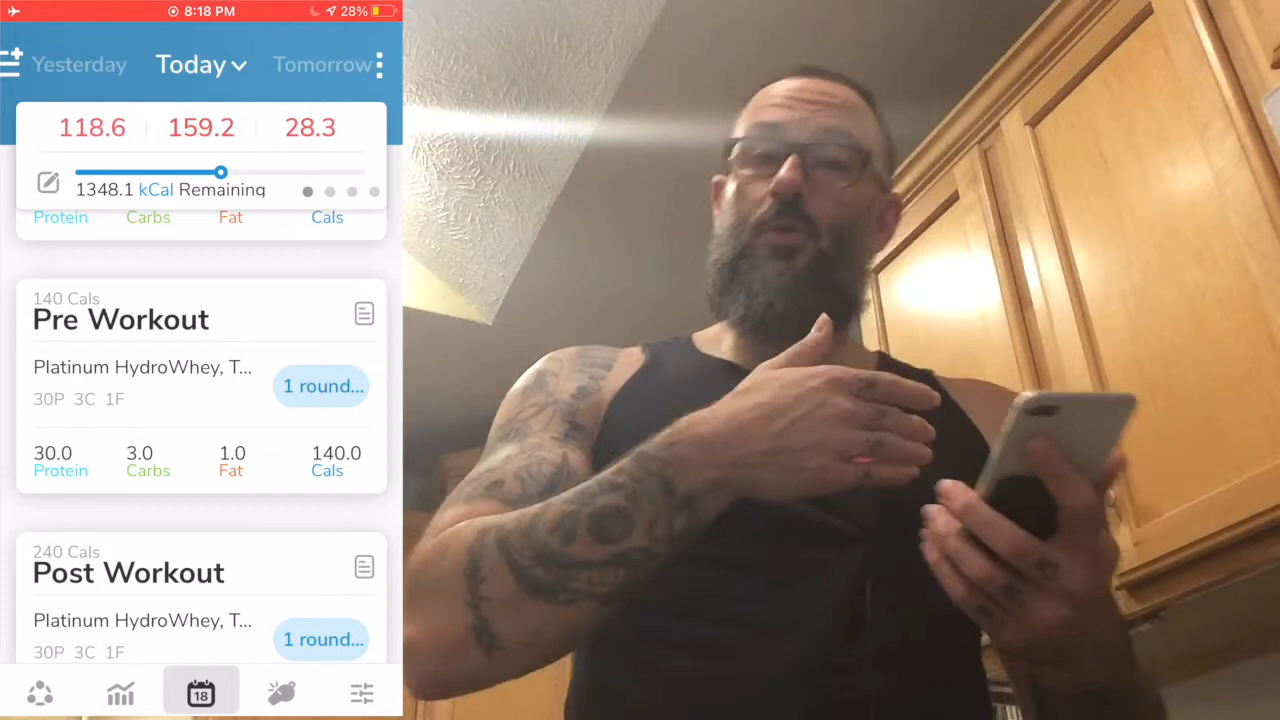 8:18 PM 28%
Yesterday Today Tomorrow
118.6 159.2 28.3
1348.1 kCal Remaining
Protein Carbs Fat Cals
140 Cals
Pre Workout
Platinum HydroWhey, T...
1 round...
30P 3C 1F
30.0 3.0 1.0 140.0
Protein Carbs Fat Cals
240 Cals
Post Workout
Platinum HydroWhey, T...
1 round...
30P 3C 1F
18